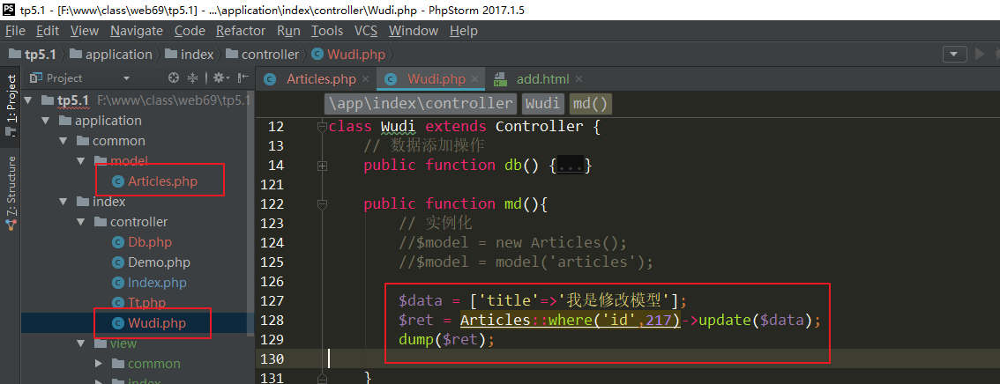 tp5.1 - [F:\www\class\web69\tp5.1] - ...\application\index\controller\Wudi.php - PhpStorm 2017.1.5
File Edit View Navigate Code Refactor Run Tools VCS Window Help
tp5.1 application index controller Wudi.php
Project
Articles.php Wudi.php add.html
1: Project
7: Structure
tp5.1 F:\www\class\web69\tp5.1
application
common
model
Articles.php
index
controller
Db.php
Demo.php
Index.php
Tt.php
Wudi.php
view
common
index
\app\index\controller Wudi md()
12 class Wudi extends Controller {
13 // 数据添加操作
14 public function db() {...}
121
122 public function md(){
123 // 实例化
124 //$model = new Articles();
125 //$model = model('articles');
126
127 $data = ['title'=>'我是修改模型'];
128 $ret = Articles::where('id',217)->update($data);
129 dump($ret);
130
131 }